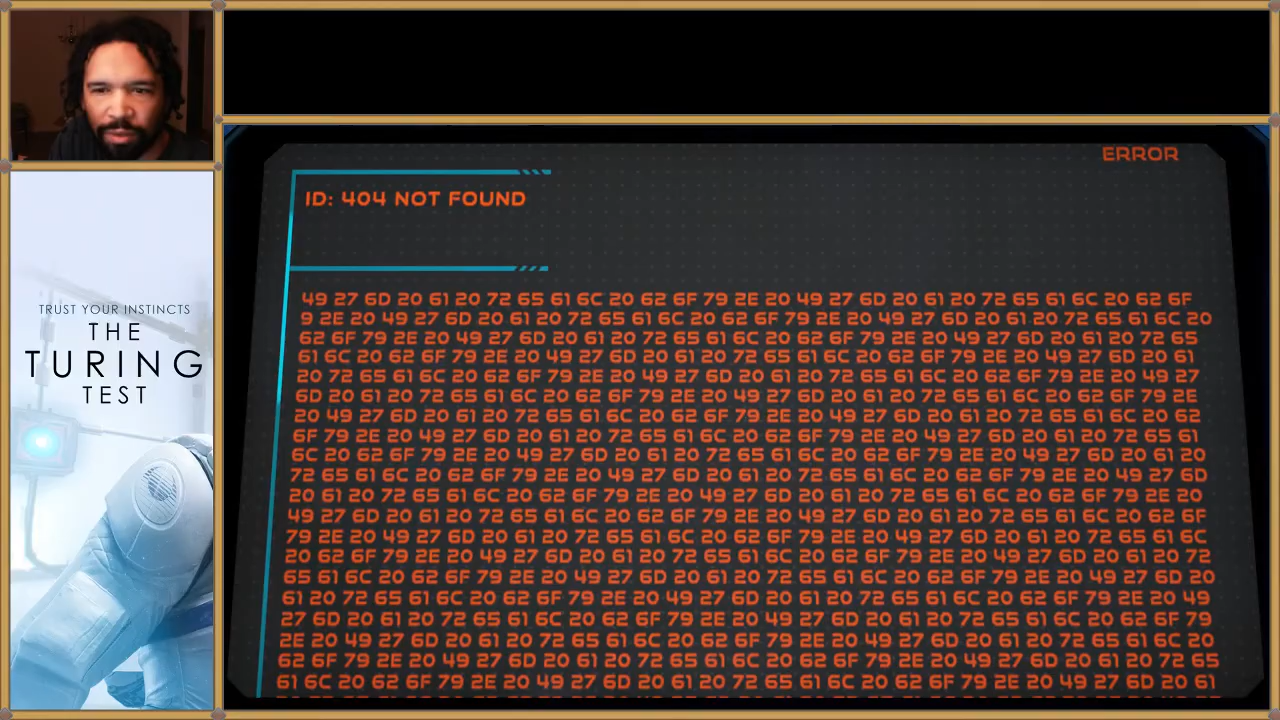 ERROR
ID: 404 NOT FOUND
49 27 6D 20 61 20 72 65 61 6C 20 62 6F 79 2E 20 49 27 6D 20 61 20 72 65 61 6C 20 62 6F
9 2E 20 49 27 6D 20 61 20 72 65 61 6C 20 62 6F 79 2E 20 49 27 6D 20 61 20 72 65 61 6C 20
62 6F 79 2E 20 49 27 6D 20 61 20 72 65 61 6C 20 62 6F 79 2E 20 49 27 6D 20 61 20 72 65
61 6C 20 62 6F 79 2E 20 49 27 6D 20 61 20 72 65 61 6C 20 62 6F 79 2E 20 49 27 6D 20 61
20 72 65 61 6C 20 62 6F 79 2E 20 49 27 6D 20 61 20 72 65 61 6C 20 62 6F 79 2E 20 49 27
6D 20 61 20 72 65 61 6C 20 62 6F 79 2E 20 49 27 6D 20 61 20 72 65 61 6C 20 62 6F 79 2E
20 49 27 6D 20 61 20 72 65 61 6C 20 62 6F 79 2E 20 49 27 6D 20 61 20 72 65 61 6C 20 62
6F 79 2E 20 49 27 6D 20 61 20 72 65 61 6C 20 62 6F 79 2E 20 49 27 6D 20 61 20 72 65 61
6C 20 62 6F 79 2E 20 49 27 6D 20 61 20 72 65 61 6C 20 62 6F 79 2E 20 49 27 6D 20 61 20
72 65 61 6C 20 62 6F 79 2E 20 49 27 6D 20 61 20 72 65 61 6C 20 62 6F 79 2E 20 49 27 6D
20 61 20 72 65 61 6C 20 62 6F 79 2E 20 49 27 6D 20 61 20 72 65 61 6C 20 62 6F 79 2E 20
49 27 6D 20 61 20 72 65 61 6C 20 62 6F 79 2E 20 49 27 6D 20 61 20 72 65 61 6C 20 62 6F
79 2E 20 49 27 6D 20 61 20 72 65 61 6C 20 62 6F 79 2E 20 49 27 6D 20 61 20 72 65 61 6C
20 62 6F 79 2E 20 49 27 6D 20 61 20 72 65 61 6C 20 62 6F 79 2E 20 49 27 6D 20 61 20 72
65 61 6C 20 62 6F 79 2E 20 49 27 6D 20 61 20 72 65 61 6C 20 62 6F 79 2E 20 49 27 6D 20
61 20 72 65 61 6C 20 62 6F 79 2E 20 49 27 6D 20 61 20 72 65 61 6C 20 62 6F 79 2E 20 49
27 6D 20 61 20 72 65 61 6C 20 62 6F 79 2E 20 49 27 6D 20 61 20 72 65 61 6C 20 62 6F 79
2E 20 49 27 6D 20 61 20 72 65 61 6C 20 62 6F 79 2E 20 49 27 6D 20 61 20 72 65 61 6C 20
62 6F 79 2E 20 49 27 6D 20 61 20 72 65 61 6C 20 62 6F 79 2E 20 49 27 6D 20 61 20 72 65
61 6C 20 62 6F 79 2E 20 49 27 6D 20 61 20 72 65 61 6C 20 62 6F 79 2E 20 49 27 6D 20 61
TRUST YOUR INSTINCTS
THE
TURING
TEST